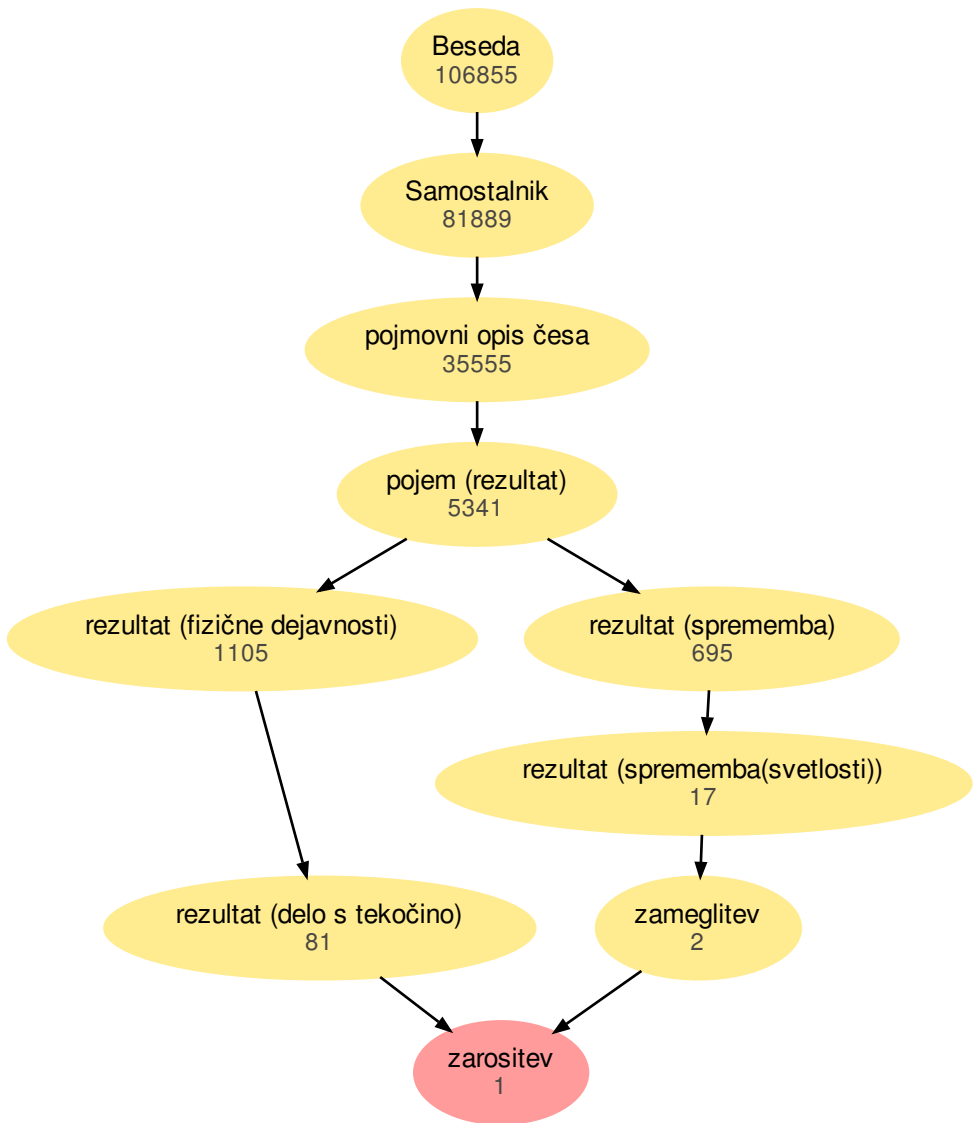 Beseda
106855
Samostalnik
81889
pojmovni opis česa
35555
pojem (rezultat)
5341
rezultat (fizične dejavnosti)
1105
rezultat (sprememba)
695
rezultat (sprememba(svetlosti))
17
rezultat (delo s tekočino)
81
zameglitev
2
zarositev
1